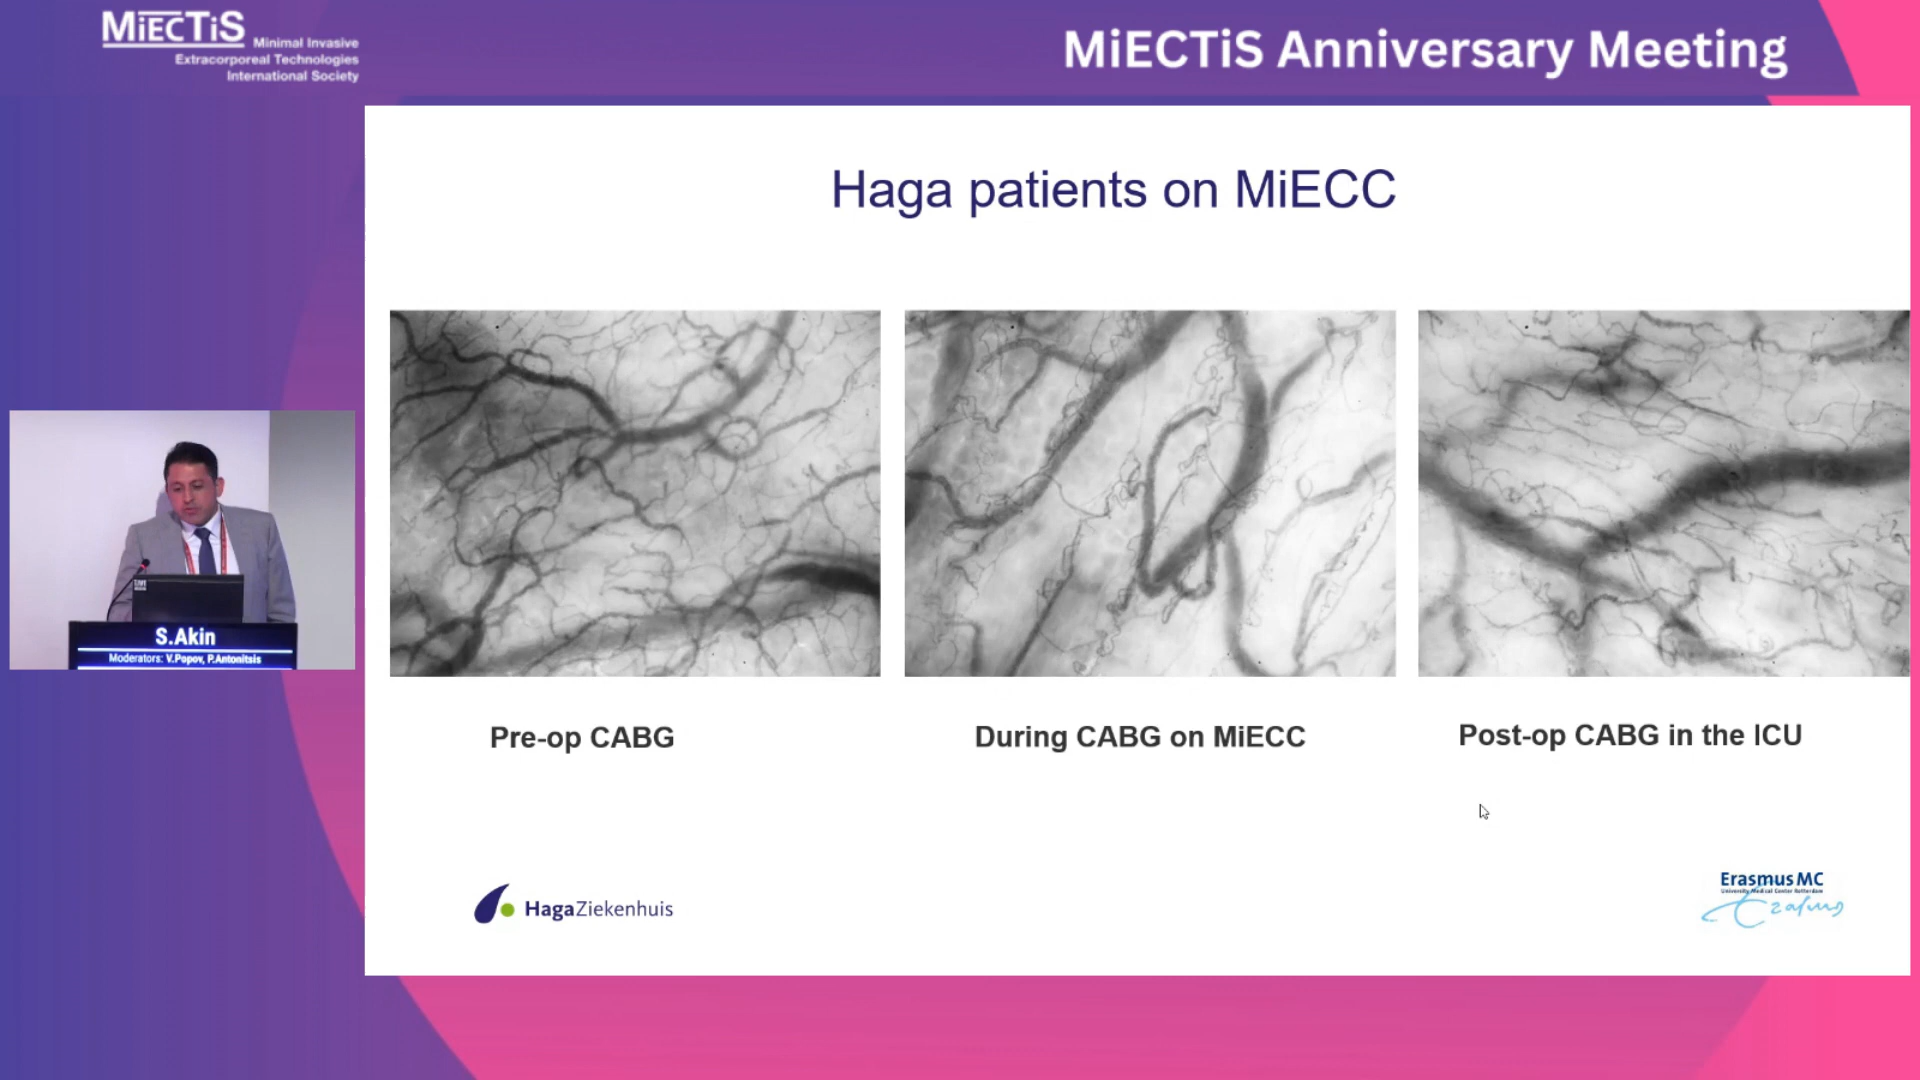 MiECTiS
Minimal Invasive
Extracorporeal Technologies
International Society
MiECTiS Anniversary Meeting
Haga patients on MiECC
S.Akin
Moderators: V.Popov, P.Antonitsis
Pre-op CABG
During CABG on MiECC
Post-op CABG in the ICU
HagaZiekenhuis
Erasmus MC
University Medical Center Rotterdam
Erasmus